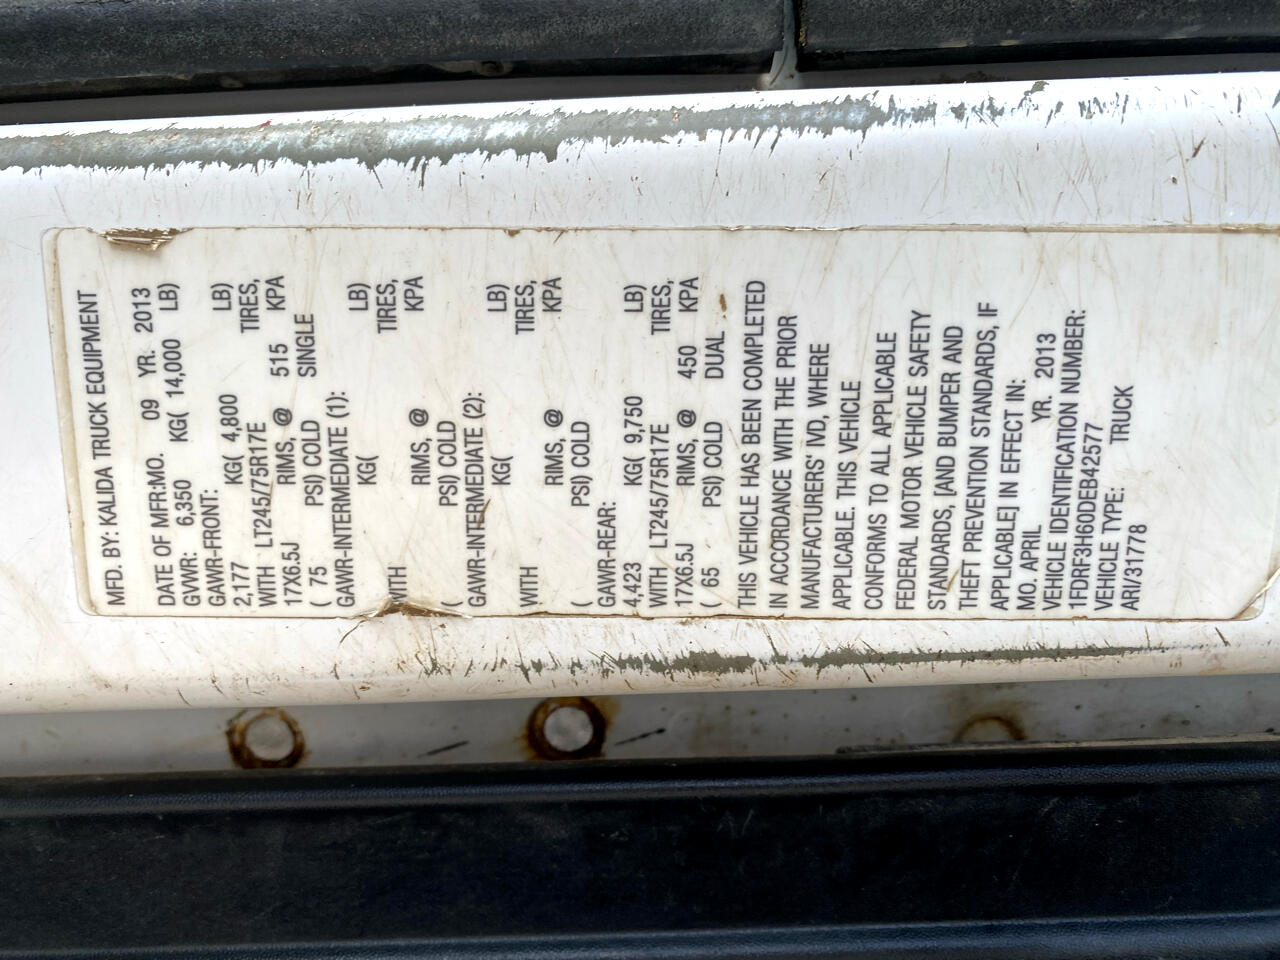 MFD. BY: KALIDA TRUCK EQUIPMENT
DATE OF MFR:MO. 09 YR. 2013
GVWR: 6,350 KG( 14,000 LB)
GAWR-FRONT:
2,177 KG( 4,800 LB)
WITH LT245/75R17E TIRES,
17X6.5J RIMS, @ 515 KPA
( 75 PSI) COLD SINGLE
GAWR-INTERMEDIATE (1):
KG( LB)
WITH TIRES,
RIMS, @ KPA
( PSI) COLD
GAWR-INTERMEDIATE (2):
KG( LB)
WITH TIRES,
RIMS, @ KPA
( PSI) COLD
GAWR-REAR:
4,423 KG( 9,750 LB)
WITH LT245/75R17E TIRES,
17X6.5J RIMS, @ 450 KPA
( 65 PSI) COLD DUAL
THIS VEHICLE HAS BEEN COMPLETED
IN ACCORDANCE WITH THE PRIOR
MANUFACTURERS' IVD, WHERE
APPLICABLE. THIS VEHICLE
CONFORMS TO ALL APPLICABLE
FEDERAL MOTOR VEHICLE SAFETY
STANDARDS, [AND BUMPER AND
THEFT PREVENTION STANDARDS, IF
APPLICABLE] IN EFFECT IN:
MO. APRIL YR. 2013
VEHICLE IDENTIFICATION NUMBER:
1FDRF3H60DEB42577
VEHICLE TYPE: TRUCK
ARI/31778